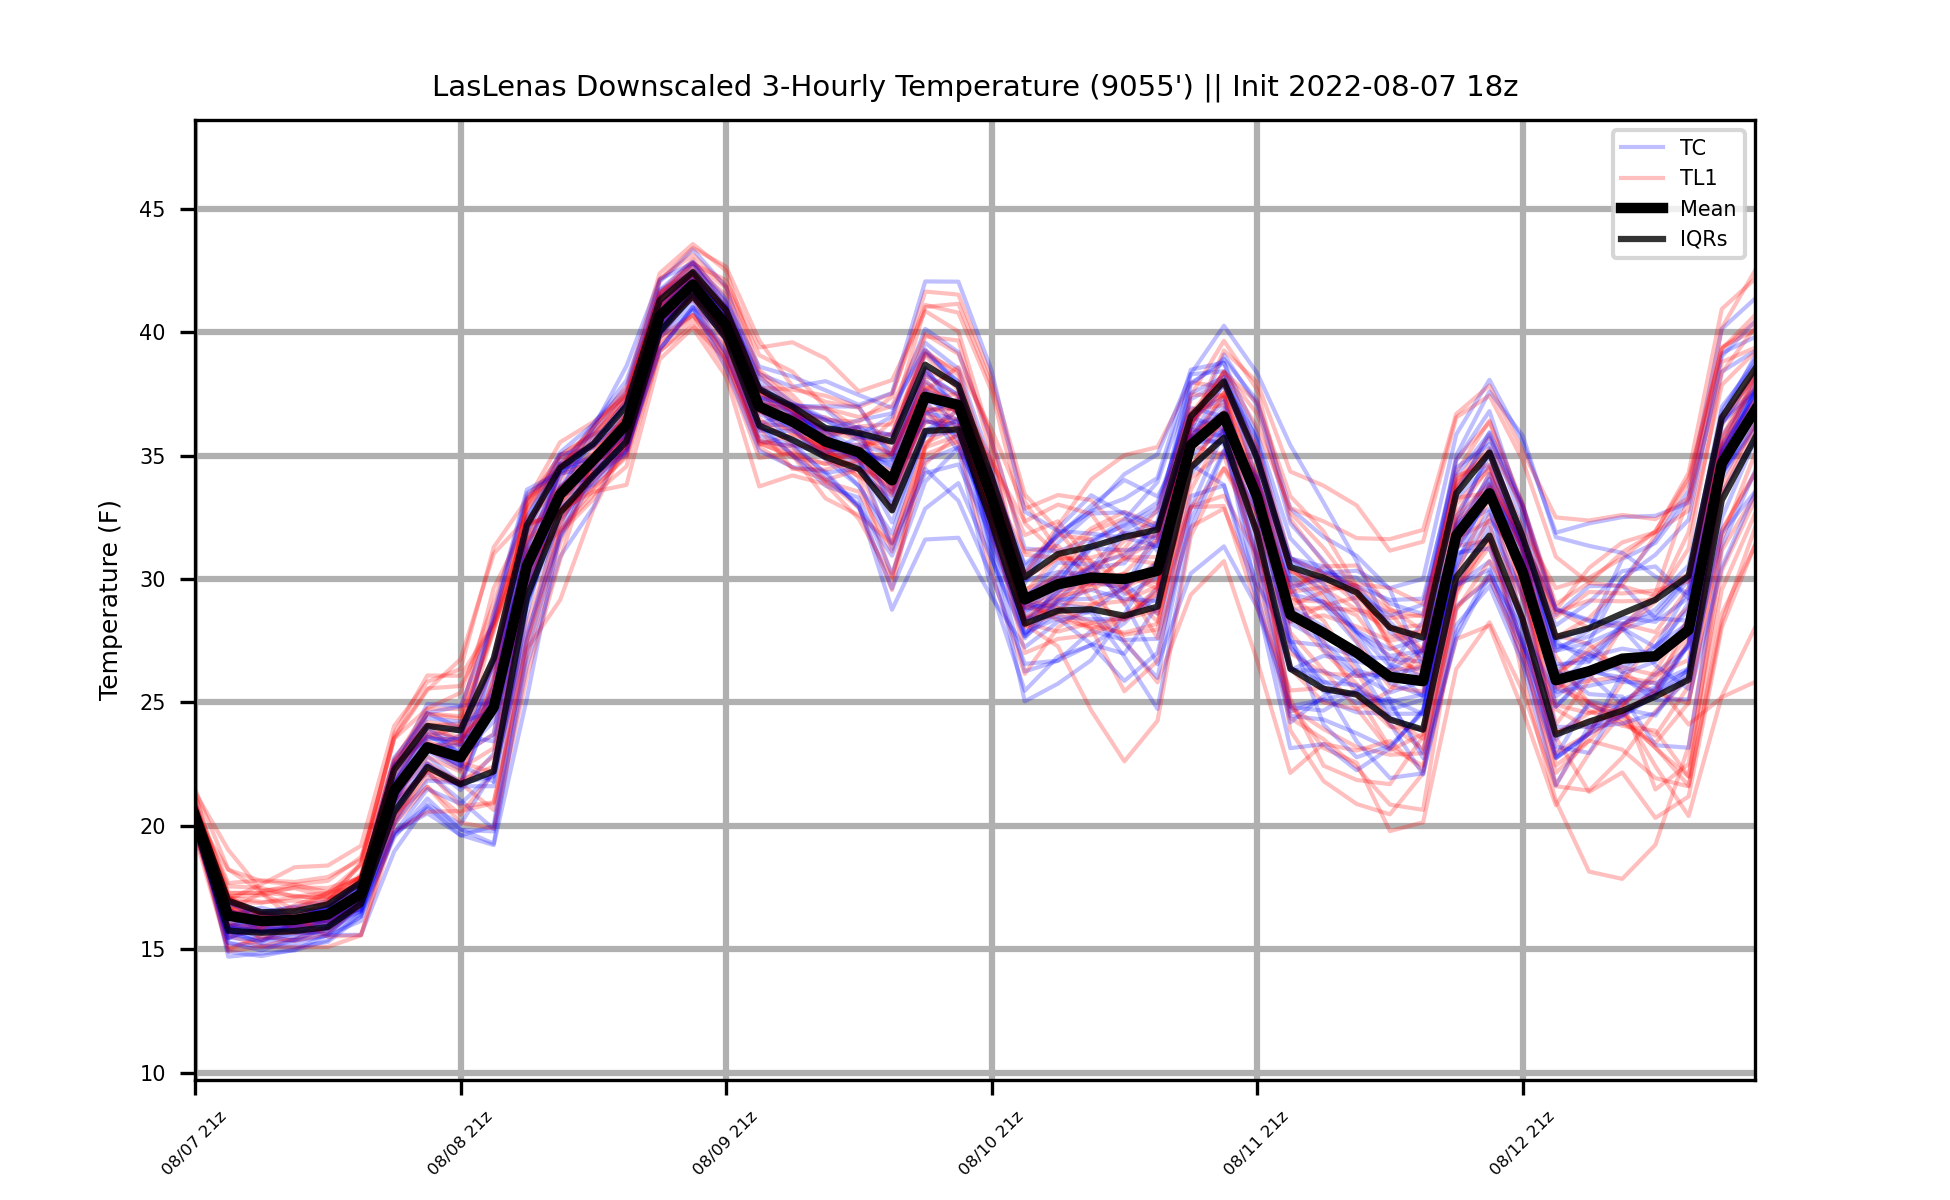 LasLenas Downscaled 3-Hourly Temperature (9055') || Init 2022-08-07 18z
TC
TL1
Mean
IQRs
Temperature (F)
45
40
35
30
25
20
15
10
08/07 21z
08/08 21z
08/09 21z
08/10 21z
08/11 21z
08/12 21z